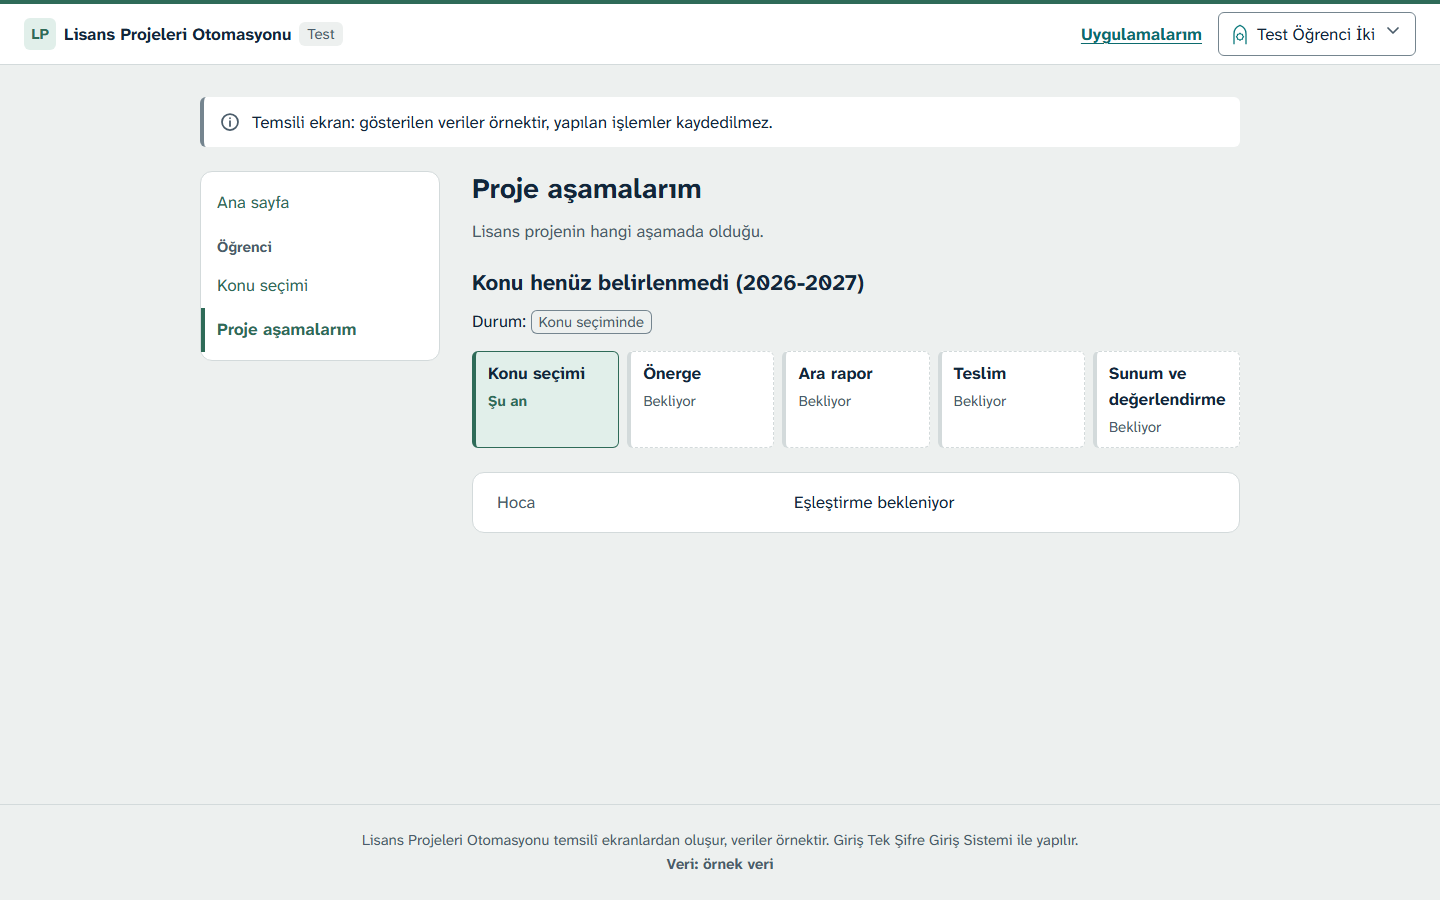 LP Lisans Projeleri Otomasyonu Test
Uygulamalarım
Test Öğrenci İki
Temsili ekran: gösterilen veriler örnektir, yapılan işlemler kaydedilmez.
Ana sayfa
Öğrenci
Konu seçimi
Proje aşamalarım
Proje aşamalarım
Lisans projenin hangi aşamada olduğu.
Konu henüz belirlenmedi (2026-2027)
Durum: Konu seçiminde
Konu seçimi
Şu an
Önerge
Bekliyor
Ara rapor
Bekliyor
Teslim
Bekliyor
Sunum ve
değerlendirme
Bekliyor
Hoca Eşleştirme bekleniyor
Lisans Projeleri Otomasyonu temsilî ekranlardan oluşur, veriler örnektir. Giriş Tek Şifre Giriş Sistemi ile yapılır.
Veri: örnek veri